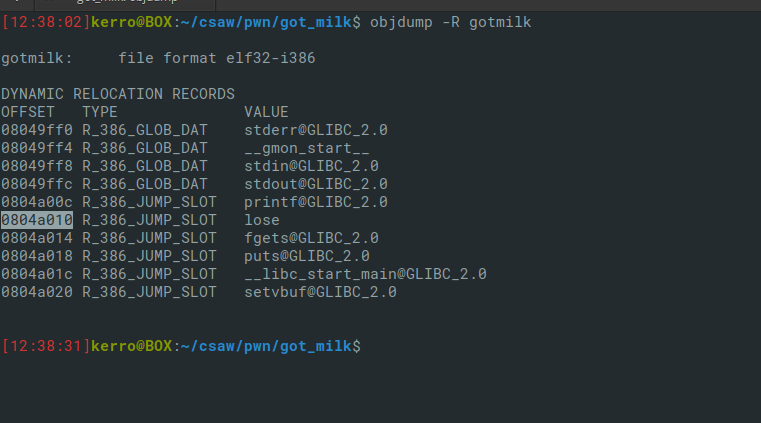 [12:38:02]kerro@BOX:~/csaw/pwn/got_milk$ objdump -R gotmilk
gotmilk:     file format elf32-i386
DYNAMIC RELOCATION RECORDS
OFFSET   TYPE              VALUE
08049ff0 R_386_GLOB_DAT    stderr@GLIBC_2.0
08049ff4 R_386_GLOB_DAT    __gmon_start__
08049ff8 R_386_GLOB_DAT    stdin@GLIBC_2.0
08049ffc R_386_GLOB_DAT    stdout@GLIBC_2.0
0804a00c R_386_JUMP_SLOT   printf@GLIBC_2.0
0804a010 R_386_JUMP_SLOT   lose
0804a014 R_386_JUMP_SLOT   fgets@GLIBC_2.0
0804a018 R_386_JUMP_SLOT   puts@GLIBC_2.0
0804a01c R_386_JUMP_SLOT   __libc_start_main@GLIBC_2.0
0804a020 R_386_JUMP_SLOT   setvbuf@GLIBC_2.0
[12:38:31]kerro@BOX:~/csaw/pwn/got_milk$